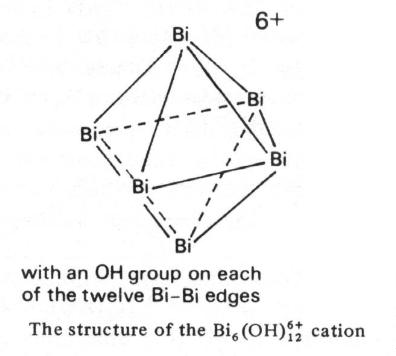 6+
Bi
Bi
Bi
Bi
Bi
Bi
with an OH group on each
of the twelve Bi–Bi edges
The structure of the Bi₆(OH)₁₂⁶⁺ cation